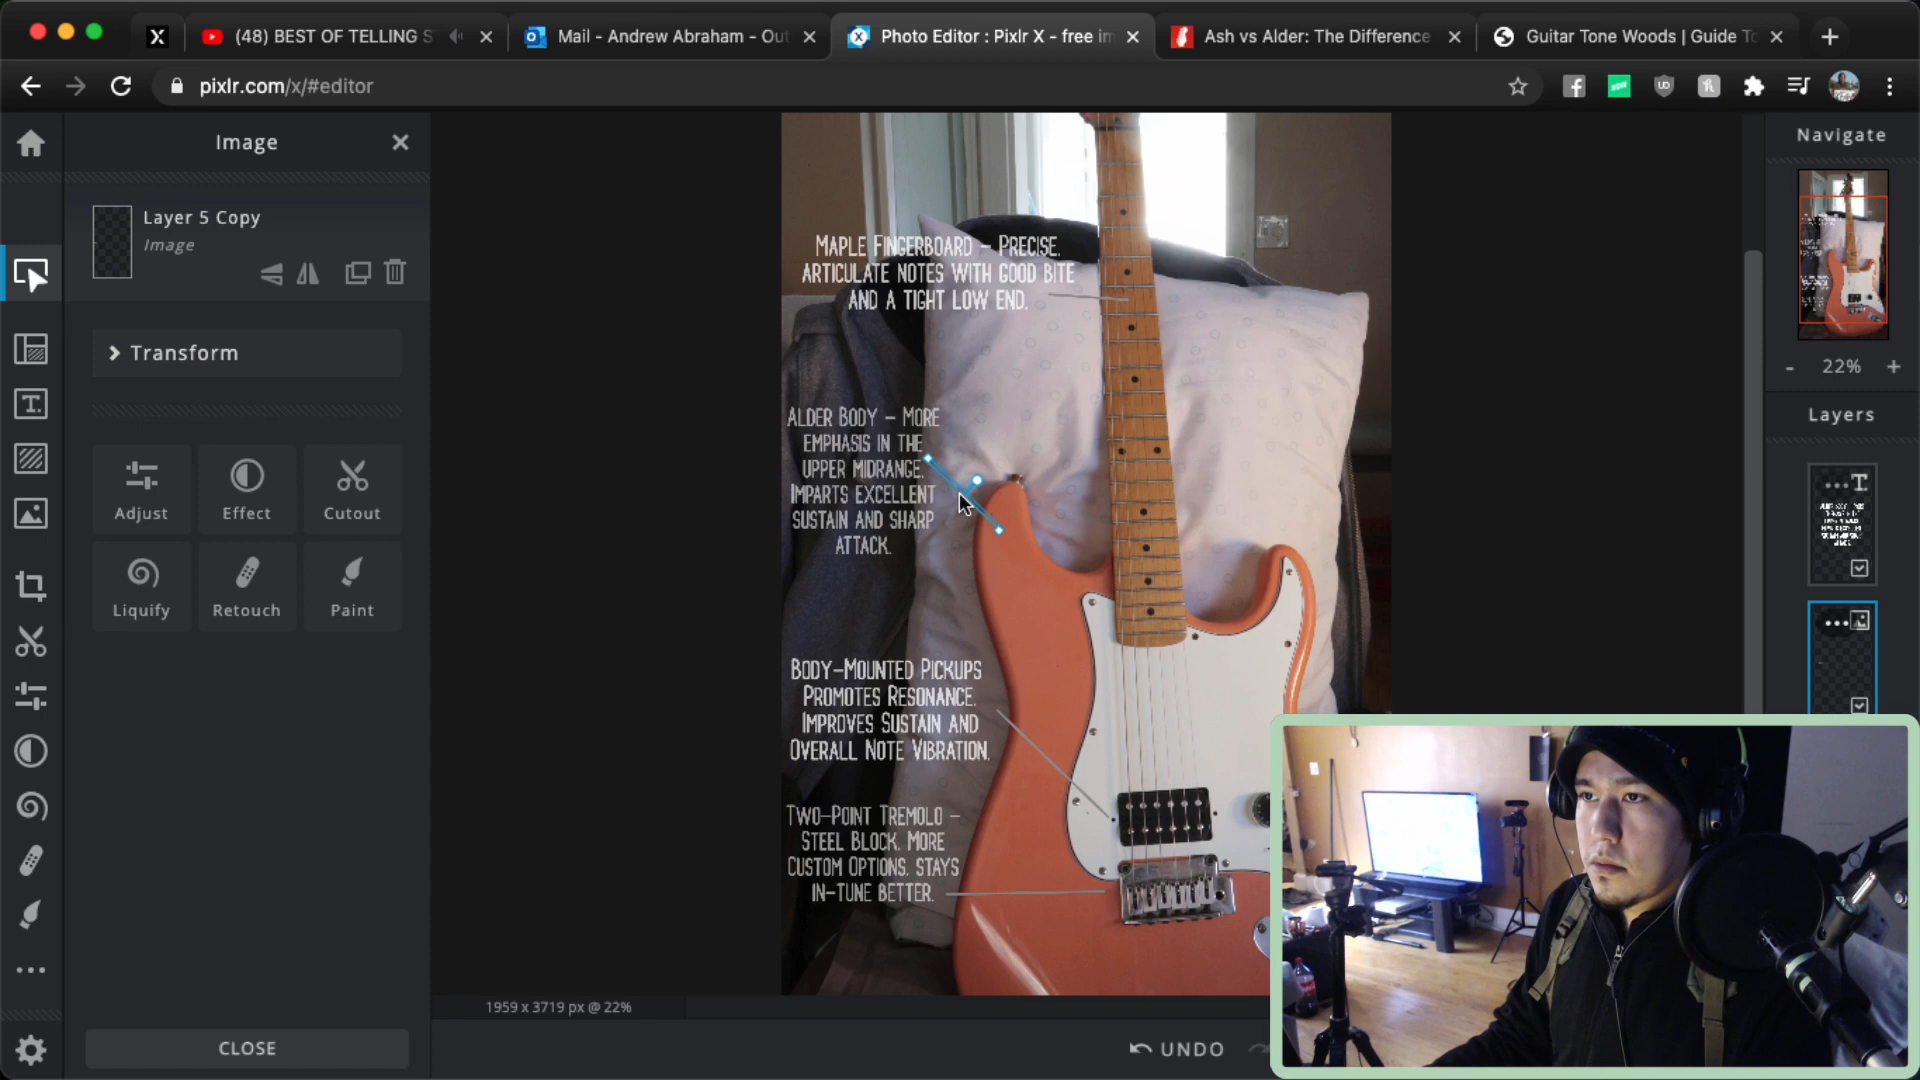 (48) BEST OF TELLING S
Mail - Andrew Abraham - Out
Photo Editor : Pixlr X - free im
Ash vs Alder: The Difference
Guitar Tone Woods | Guide To
pixlr.com/x/#editor
Image
Layer 5 Copy
Image
Transform
Adjust
Effect
Cutout
Liquify
Retouch
Paint
CLOSE
MAPLE FINGERBOARD – PRECISE.
ARTICULATE NOTES WITH GOOD BITE
AND A TIGHT LOW END.
ALDER BODY – MORE
EMPHASIS IN THE
UPPER MIDRANGE.
IMPARTS EXCELLENT
SUSTAIN AND SHARP
ATTACK.
BODY-MOUNTED PICKUPS
PROMOTES RESONANCE.
IMPROVES SUSTAIN AND
OVERALL NOTE VIBRATION.
TWO-POINT TREMOLO –
STEEL BLOCK. MORE
CUSTOM OPTIONS. STAYS
IN-TUNE BETTER.
1959 x 3719 px @ 22%
UNDO
Navigate
- 22% +
Layers